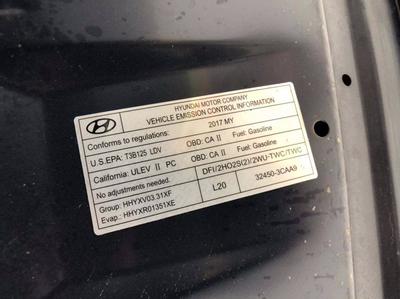 HYUNDAI MOTOR COMPANY
VEHICLE EMISSION CONTROL INFORMATION
Conforms to regulations: 2017 MY
U.S.EPA: T3B125 LDV OBD: CA II Fuel: Gasoline
California: ULEV II PC OBD: CA II Fuel: Gasoline
No adjustments needed. DFI/2HO2S(2)/2WU-TWC/TWC
Group: HHYXV03.31XF L20 32450-3CAA9
Evap.: HHYXR01351XE